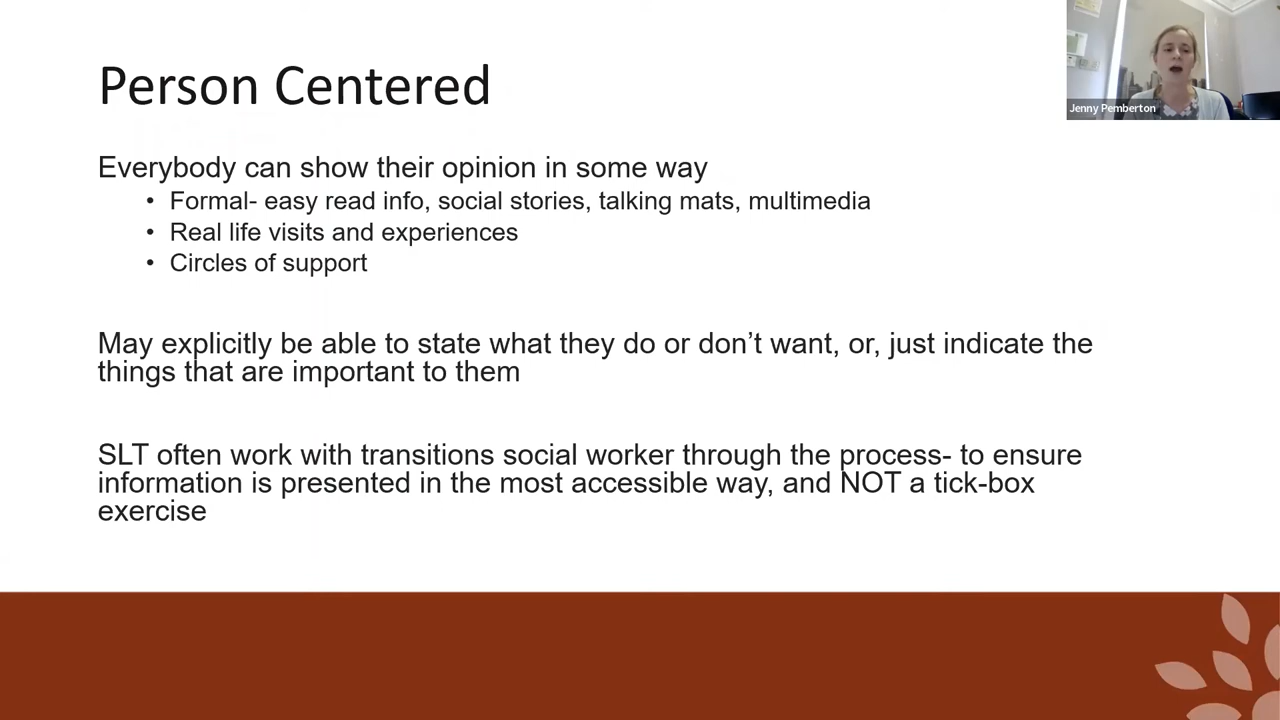 Person Centered
Jenny Pemberton
Everybody can show their opinion in some way
• Formal- easy read info, social stories, talking mats, multimedia
• Real life visits and experiences
• Circles of support
May explicitly be able to state what they do or don’t want, or, just indicate the
things that are important to them
SLT often work with transitions social worker through the process- to ensure
information is presented in the most accessible way, and NOT a tick-box
exercise